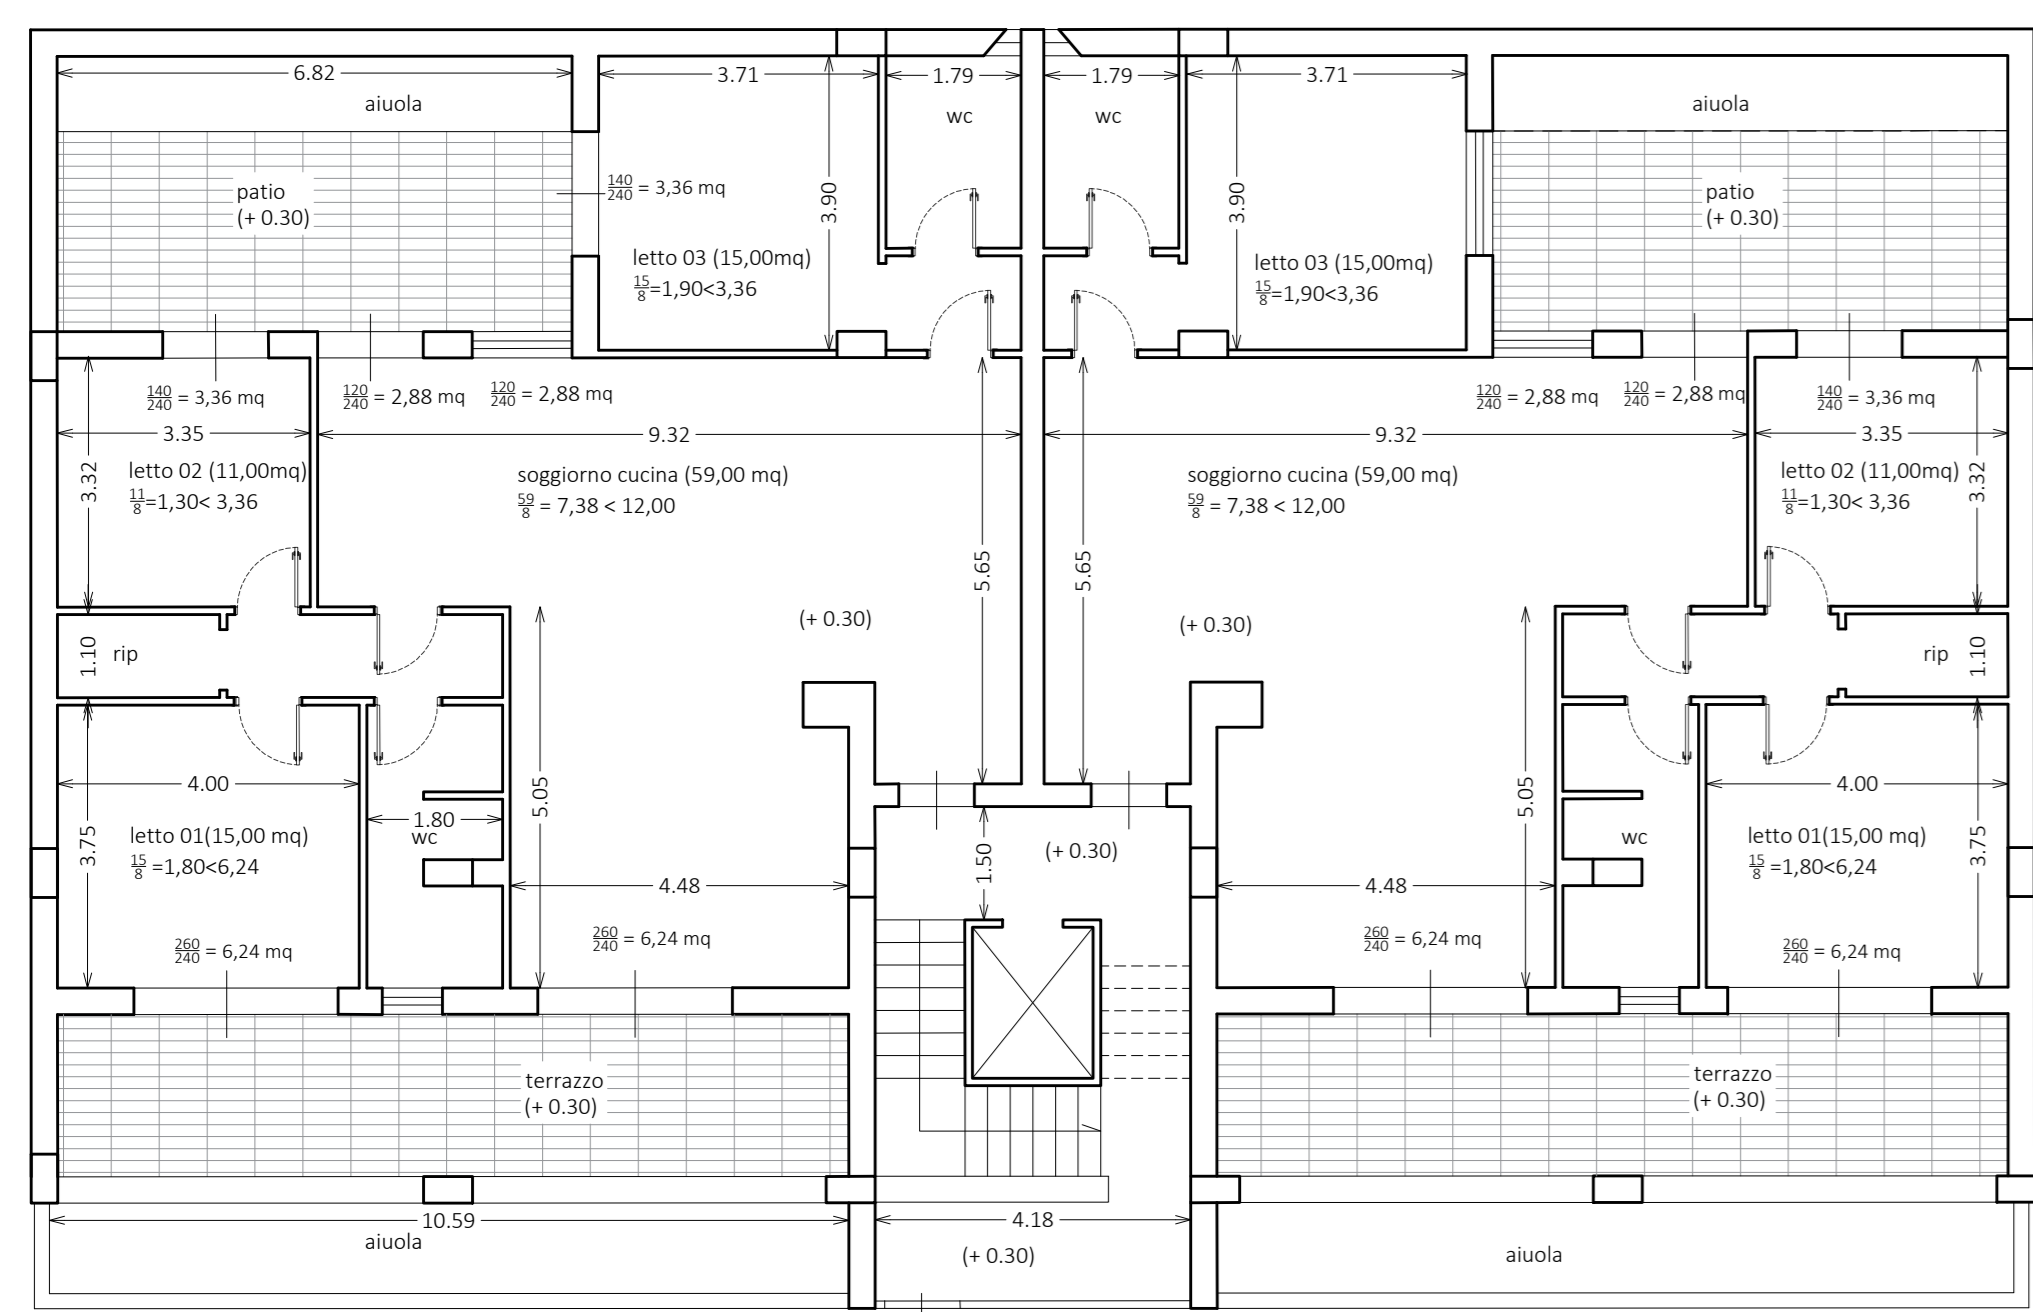 6.82
3.71
1.79
1.79
3.71
aiuola
wc
wc
aiuola
patio
(+ 0.30)
140
240 = 3,36 mq
3.90
3.90
patio
(+ 0.30)
letto 03 (15,00mq)
15
8=1,90<3,36
letto 03 (15,00mq)
15
8=1,90<3,36
140
240 = 3,36 mq
120
240 = 2,88 mq
120
240 = 2,88 mq
120
240 = 2,88 mq
120
240 = 2,88 mq
140
240 = 3,36 mq
3.35
9.32
9.32
3.35
3.32
letto 02 (11,00mq)
11
8=1,30< 3,36
soggiorno cucina (59,00 mq)
59
8 = 7,38 < 12,00
soggiorno cucina (59,00 mq)
59
8 = 7,38 < 12,00
letto 02 (11,00mq)
11
8=1,30< 3,36
3.32
5.65
5.65
(+ 0.30)
(+ 0.30)
1.10
rip
rip
1.10
4.00
4.00
5.05
5.05
3.75
letto 01(15,00 mq)
15
8 =1,80<6,24
1.80
wc
1.50
(+ 0.30)
wc
letto 01(15,00 mq)
15
8 =1,80<6,24
3.75
4.48
4.48
260
240 = 6,24 mq
260
240 = 6,24 mq
260
240 = 6,24 mq
260
240 = 6,24 mq
terrazzo
(+ 0.30)
terrazzo
(+ 0.30)
10.59
4.18
aiuola
(+ 0.30)
aiuola